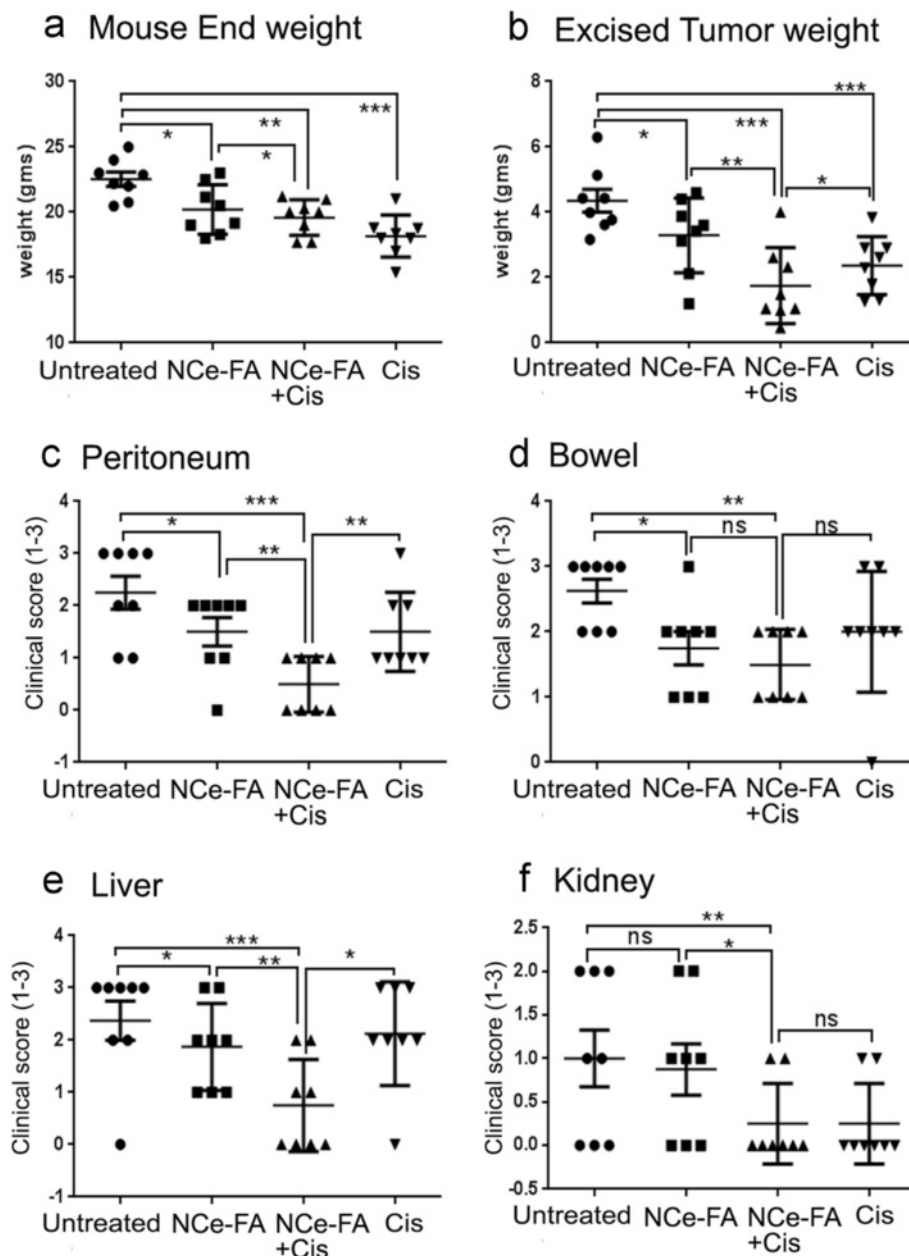 a Mouse End weight
weight (gms)
30
25
20
15
10
*
**
*
***
Untreated NCe-FA NCe-FA +Cis Cis
b Excised Tumor weight
weight (gms)
8
6
4
2
0
*
***
**
***
*
Untreated NCe-FA NCe-FA +Cis Cis
c Peritoneum
Clinical score (1-3)
4
3
2
1
0
-1
*
***
**
**
Untreated NCe-FA NCe-FA +Cis Cis
d Bowel
Clinical score (1-3)
4
3
2
1
0
*
**
ns
ns
Untreated NCe-FA NCe-FA +Cis Cis
e Liver
Clinical score (1-3)
4
3
2
1
0
-1
*
***
**
*
Untreated NCe-FA NCe-FA +Cis Cis
f Kidney
Clinical score (1-3)
2.5
2.0
1.5
1.0
0.5
0.0
-0.5
ns
**
*
ns
Untreated NCe-FA NCe-FA +Cis Cis